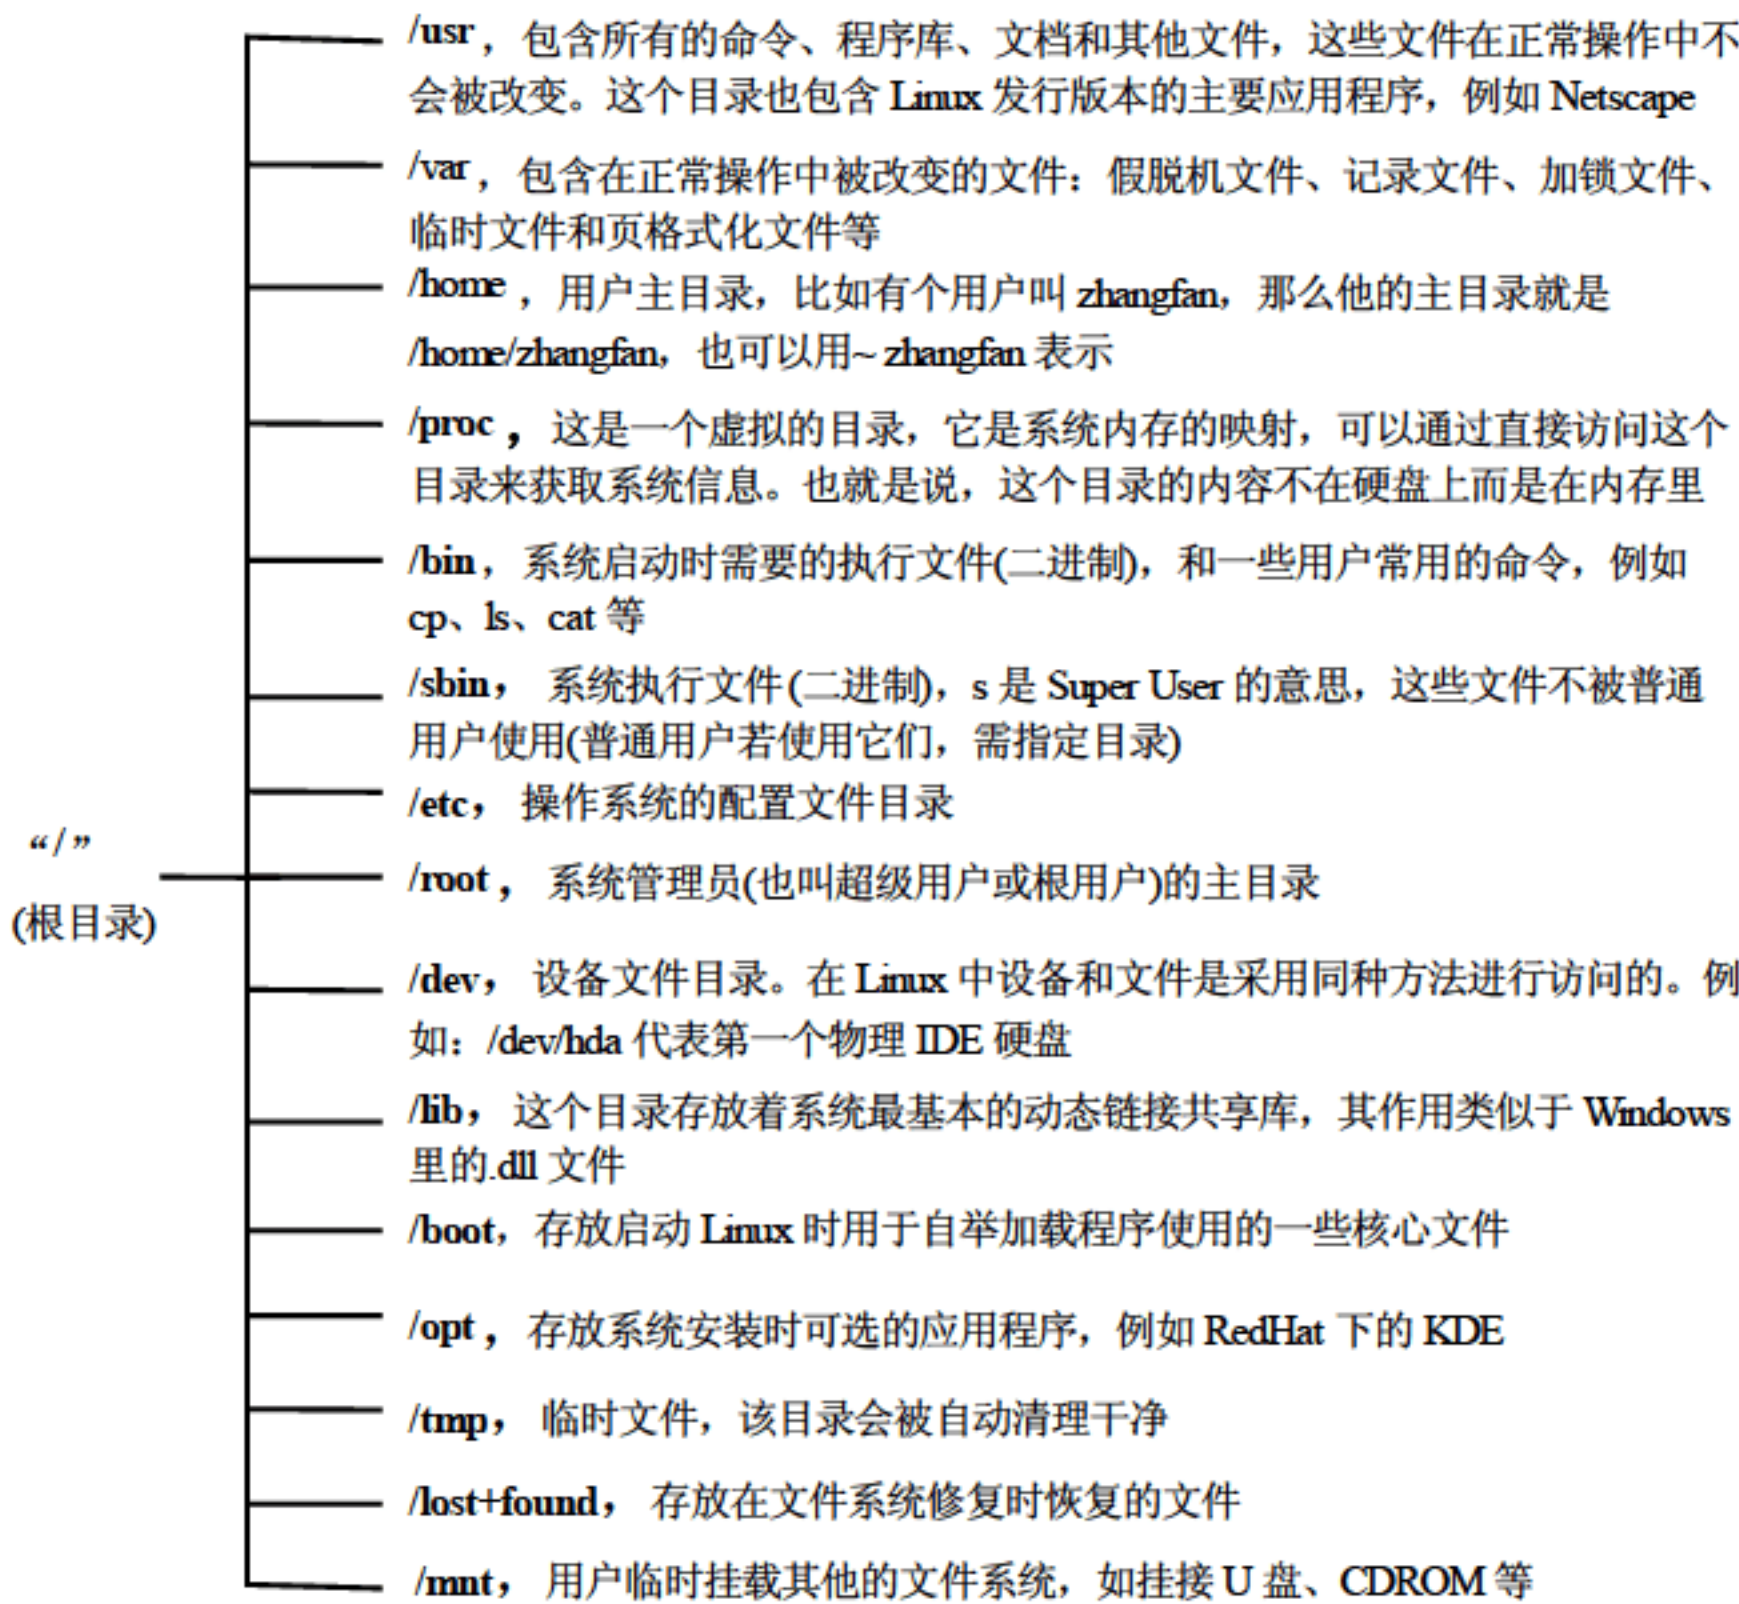 /usr，包含所有的命令、程序库、文档和其他文件，这些文件在正常操作中不
会被改变。这个目录也包含 Linux 发行版本的主要应用程序，例如 Netscape
/var，包含在正常操作中被改变的文件：假脱机文件、记录文件、加锁文件、
临时文件和页格式化文件等
/home，用户主目录，比如有个用户叫 zhangfan，那么他的主目录就是
/home/zhangfan，也可以用~ zhangfan 表示
/proc，这是一个虚拟的目录，它是系统内存的映射，可以通过直接访问这个
目录来获取系统信息。也就是说，这个目录的内容不在硬盘上而是在内存里
/bin，系统启动时需要的执行文件(二进制)，和一些用户常用的命令，例如
cp、ls、cat 等
/sbin，系统执行文件(二进制)，s 是 Super User 的意思，这些文件不被普通
用户使用(普通用户若使用它们，需指定目录)
/etc，操作系统的配置文件目录
“/”
(根目录)
/root，系统管理员(也叫超级用户或根用户)的主目录
/dev，设备文件目录。在 Linux 中设备和文件是采用同种方法进行访问的。例
如：/dev/hda 代表第一个物理 IDE 硬盘
/lib，这个目录存放着系统最基本的动态链接共享库，其作用类似于 Windows
里的.dll 文件
/boot，存放启动 Linux 时用于自举加载程序使用的一些核心文件
/opt，存放系统安装时可选的应用程序，例如 RedHat 下的 KDE
/tmp，临时文件，该目录会被自动清理干净
/lost+found，存放在文件系统修复时恢复的文件
/mnt，用户临时挂载其他的文件系统，如挂接 U 盘、CDROM 等